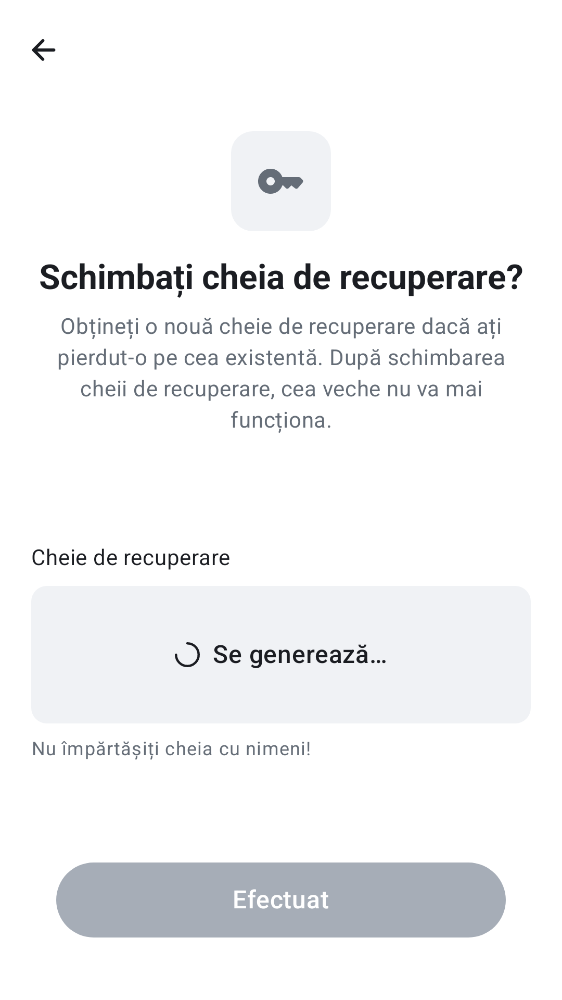 Schimbați cheia de recuperare?
Obțineți o nouă cheie de recuperare dacă ați
pierdut-o pe cea existentă. După schimbarea
cheii de recuperare, cea veche nu va mai
funcționa.
Cheie de recuperare
Se generează…
Nu împărtășiți cheia cu nimeni!
Efectuat